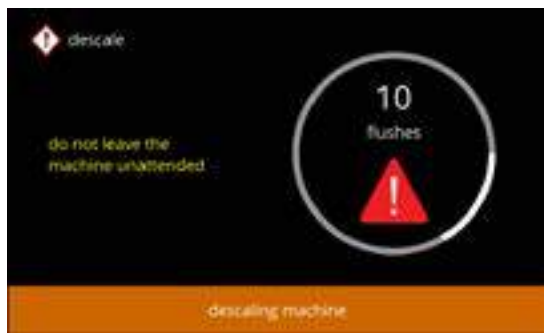 descale
10
flushes
do not leave the
machine unattended
descaling machine